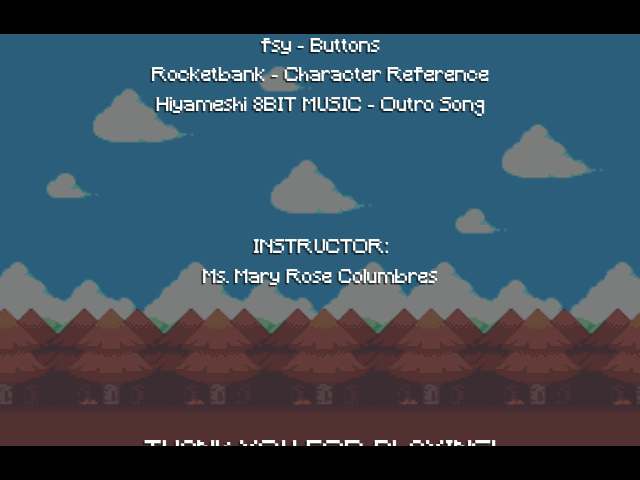 fsy - Buttons
Rocketbank - Character Reference
Hiyameshi 8BIT MUSIC - Outro Song
INSTRUCTOR:
Ms. Mary Rose Columbres
THANK YOU FOR PLAYING!